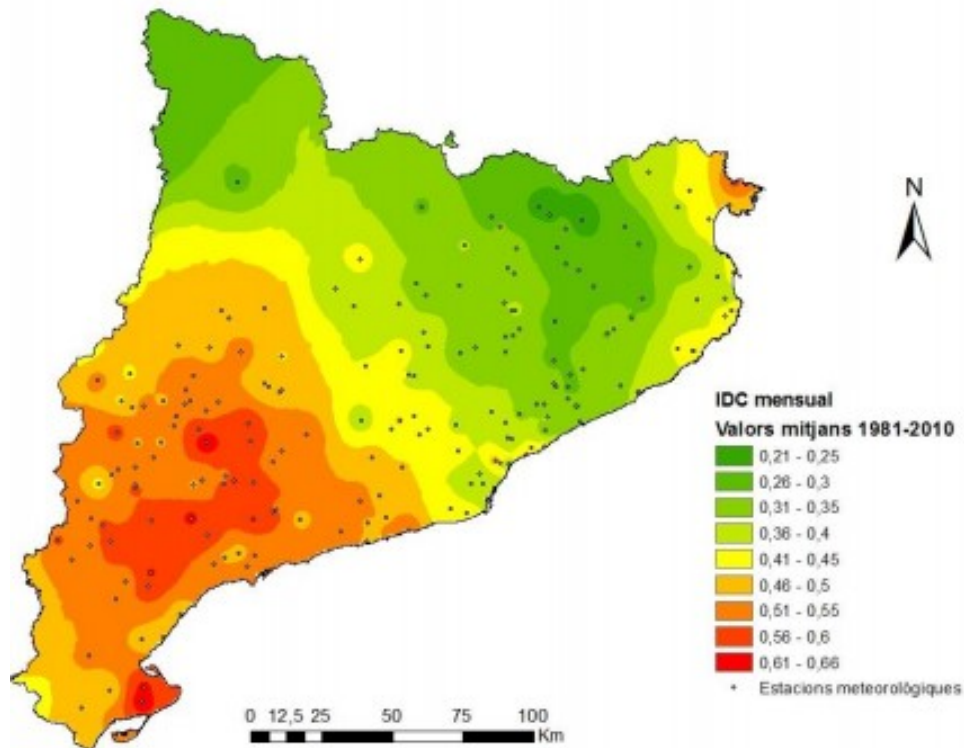 N
IDC mensual
Valors mitjans 1981-2010
0,21 - 0,25
0,26 - 0,3
0,31 - 0,35
0,36 - 0,4
0,41 - 0,45
0,46 - 0,5
0,51 - 0,55
0,56 - 0,6
0,61 - 0,66
Estacions meteorològiques
0 12,5 25 50 75 100
Km